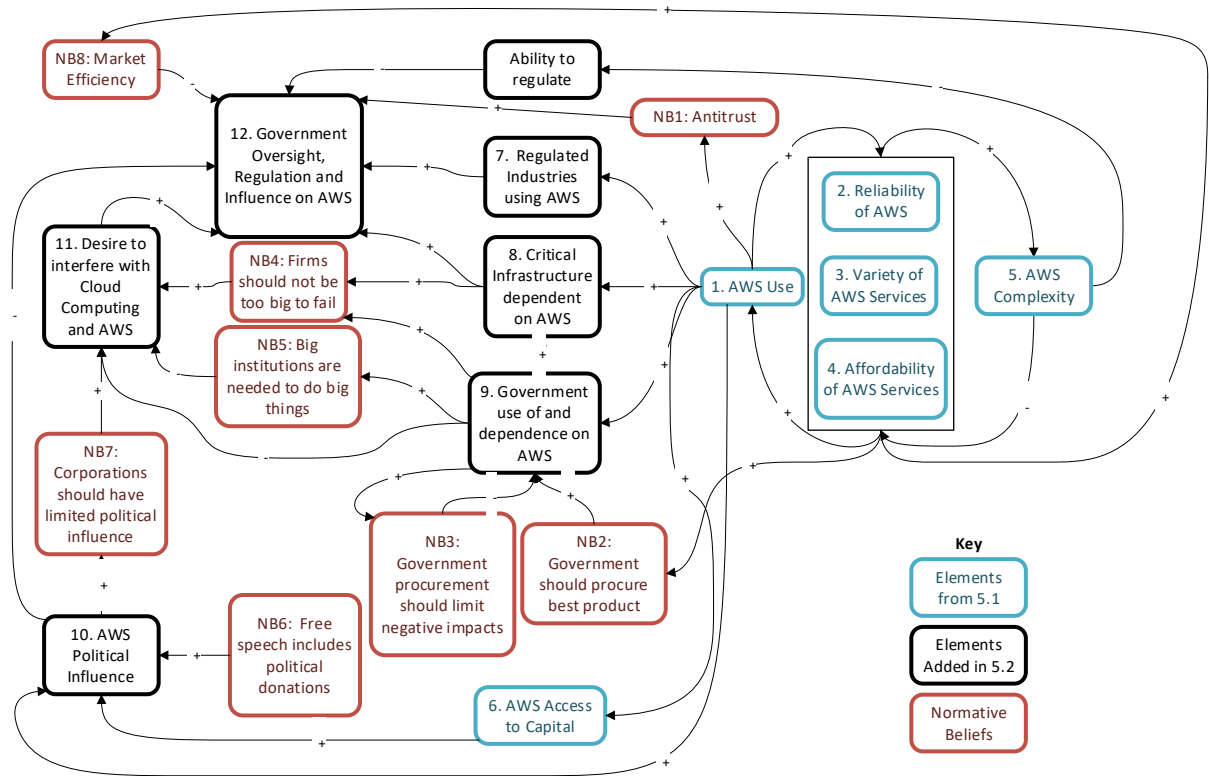 NB8: Market
Efficiency
Ability to
regulate
NB1: Antitrust
12. Government
Oversight,
Regulation and
Influence on AWS
7. Regulated
Industries
using AWS
2. Reliability
of AWS
11. Desire to
interfere with
Cloud
Computing
and AWS
NB4: Firms
should not be
too big to fail
8. Critical
Infrastructure
dependent
on AWS
1. AWS Use
3. Variety of
AWS Services
5. AWS
Complexity
NB5: Big
institutions are
needed to do big
things
4. Affordability
of AWS Services
9. Government
use of and
dependence on
AWS
NB7:
Corporations
should have
limited political
influence
NB3:
Government
procurement
should limit
negative impacts
NB2:
Government
should procure
best product
10. AWS
Political
Influence
NB6: Free
speech includes
political
donations
6. AWS Access
to Capital
Key
Elements
from 5.1
Elements
Added in 5.2
Normative
Beliefs
+
-
-
+
+
+
+
+
+
+
+
+
+
+
+
-
+
+
+
+
-
-
+
+
-
+
+
-
+
-
+
+
+
+
+
+